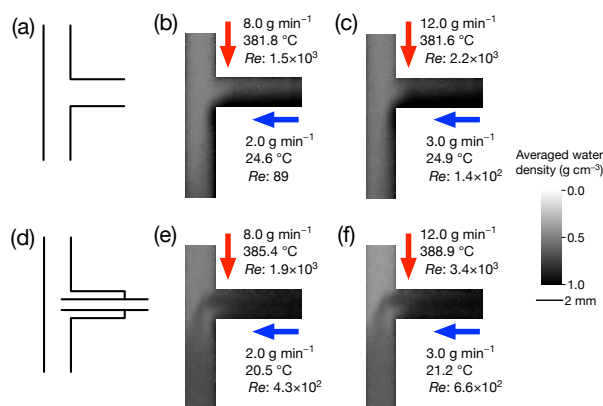 (a)
(b)
8.0 g min⁻¹
381.8 °C
Re: 1.5×10³
2.0 g min⁻¹
24.6 °C
Re: 89
(c)
12.0 g min⁻¹
381.6 °C
Re: 2.2×10³
3.0 g min⁻¹
24.9 °C
Re: 1.4×10²
Averaged water
density (g cm⁻³)
0.0
0.5
1.0
2 mm
(d)
(e)
8.0 g min⁻¹
385.4 °C
Re: 1.9×10³
2.0 g min⁻¹
20.5 °C
Re: 4.3×10²
(f)
12.0 g min⁻¹
388.9 °C
Re: 3.4×10³
3.0 g min⁻¹
21.2 °C
Re: 6.6×10²